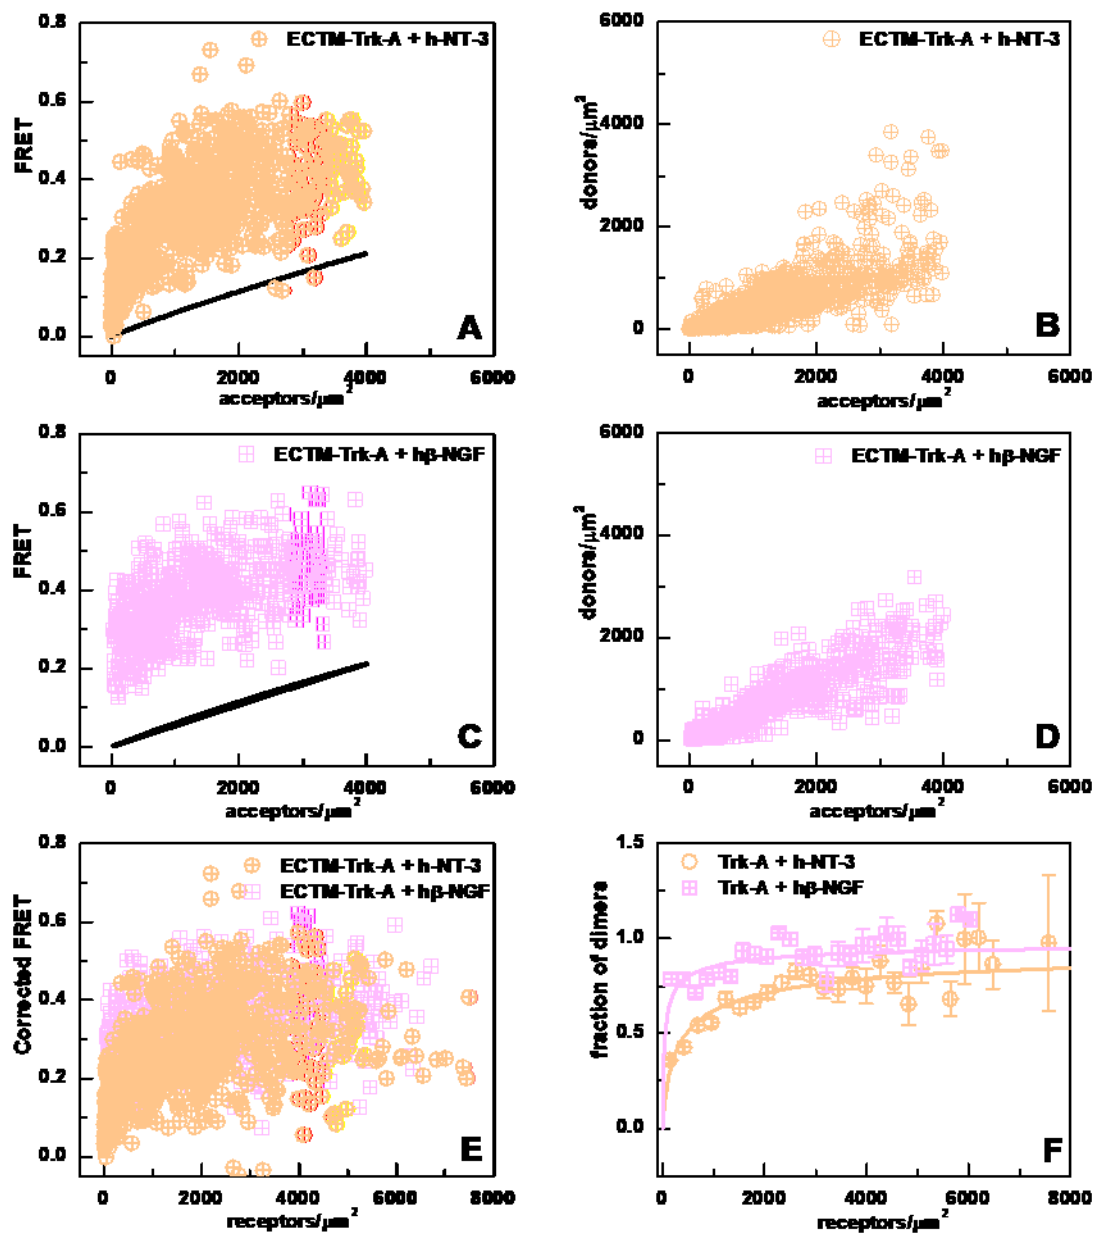 0.8
0.6
0.4
0.2
0.0
FRET
ECTM-Trk-A + h-NT-3
A
0 2000 4000 6000
acceptors/μm²
6000
4000
2000
0
donors/μm²
ECTM-Trk-A + h-NT-3
B
0 2000 4000 6000
acceptors/μm²
0.8
0.6
0.4
0.2
0.0
FRET
ECTM-Trk-A + hβ-NGF
C
0 2000 4000 6000
acceptors/μm²
6000
4000
2000
0
donors/μm²
ECTM-Trk-A + hβ-NGF
D
0 2000 4000 6000
acceptors/μm²
0.8
0.6
0.4
0.2
0.0
Corrected FRET
ECTM-Trk-A + h-NT-3
ECTM-Trk-A + hβ-NGF
E
0 2000 4000 6000 8000
receptors/μm²
1.5
1.0
0.5
0.0
fraction of dimers
Trk-A + h-NT-3
Trk-A + hβ-NGF
F
0 2000 4000 6000 8000
receptors/μm²